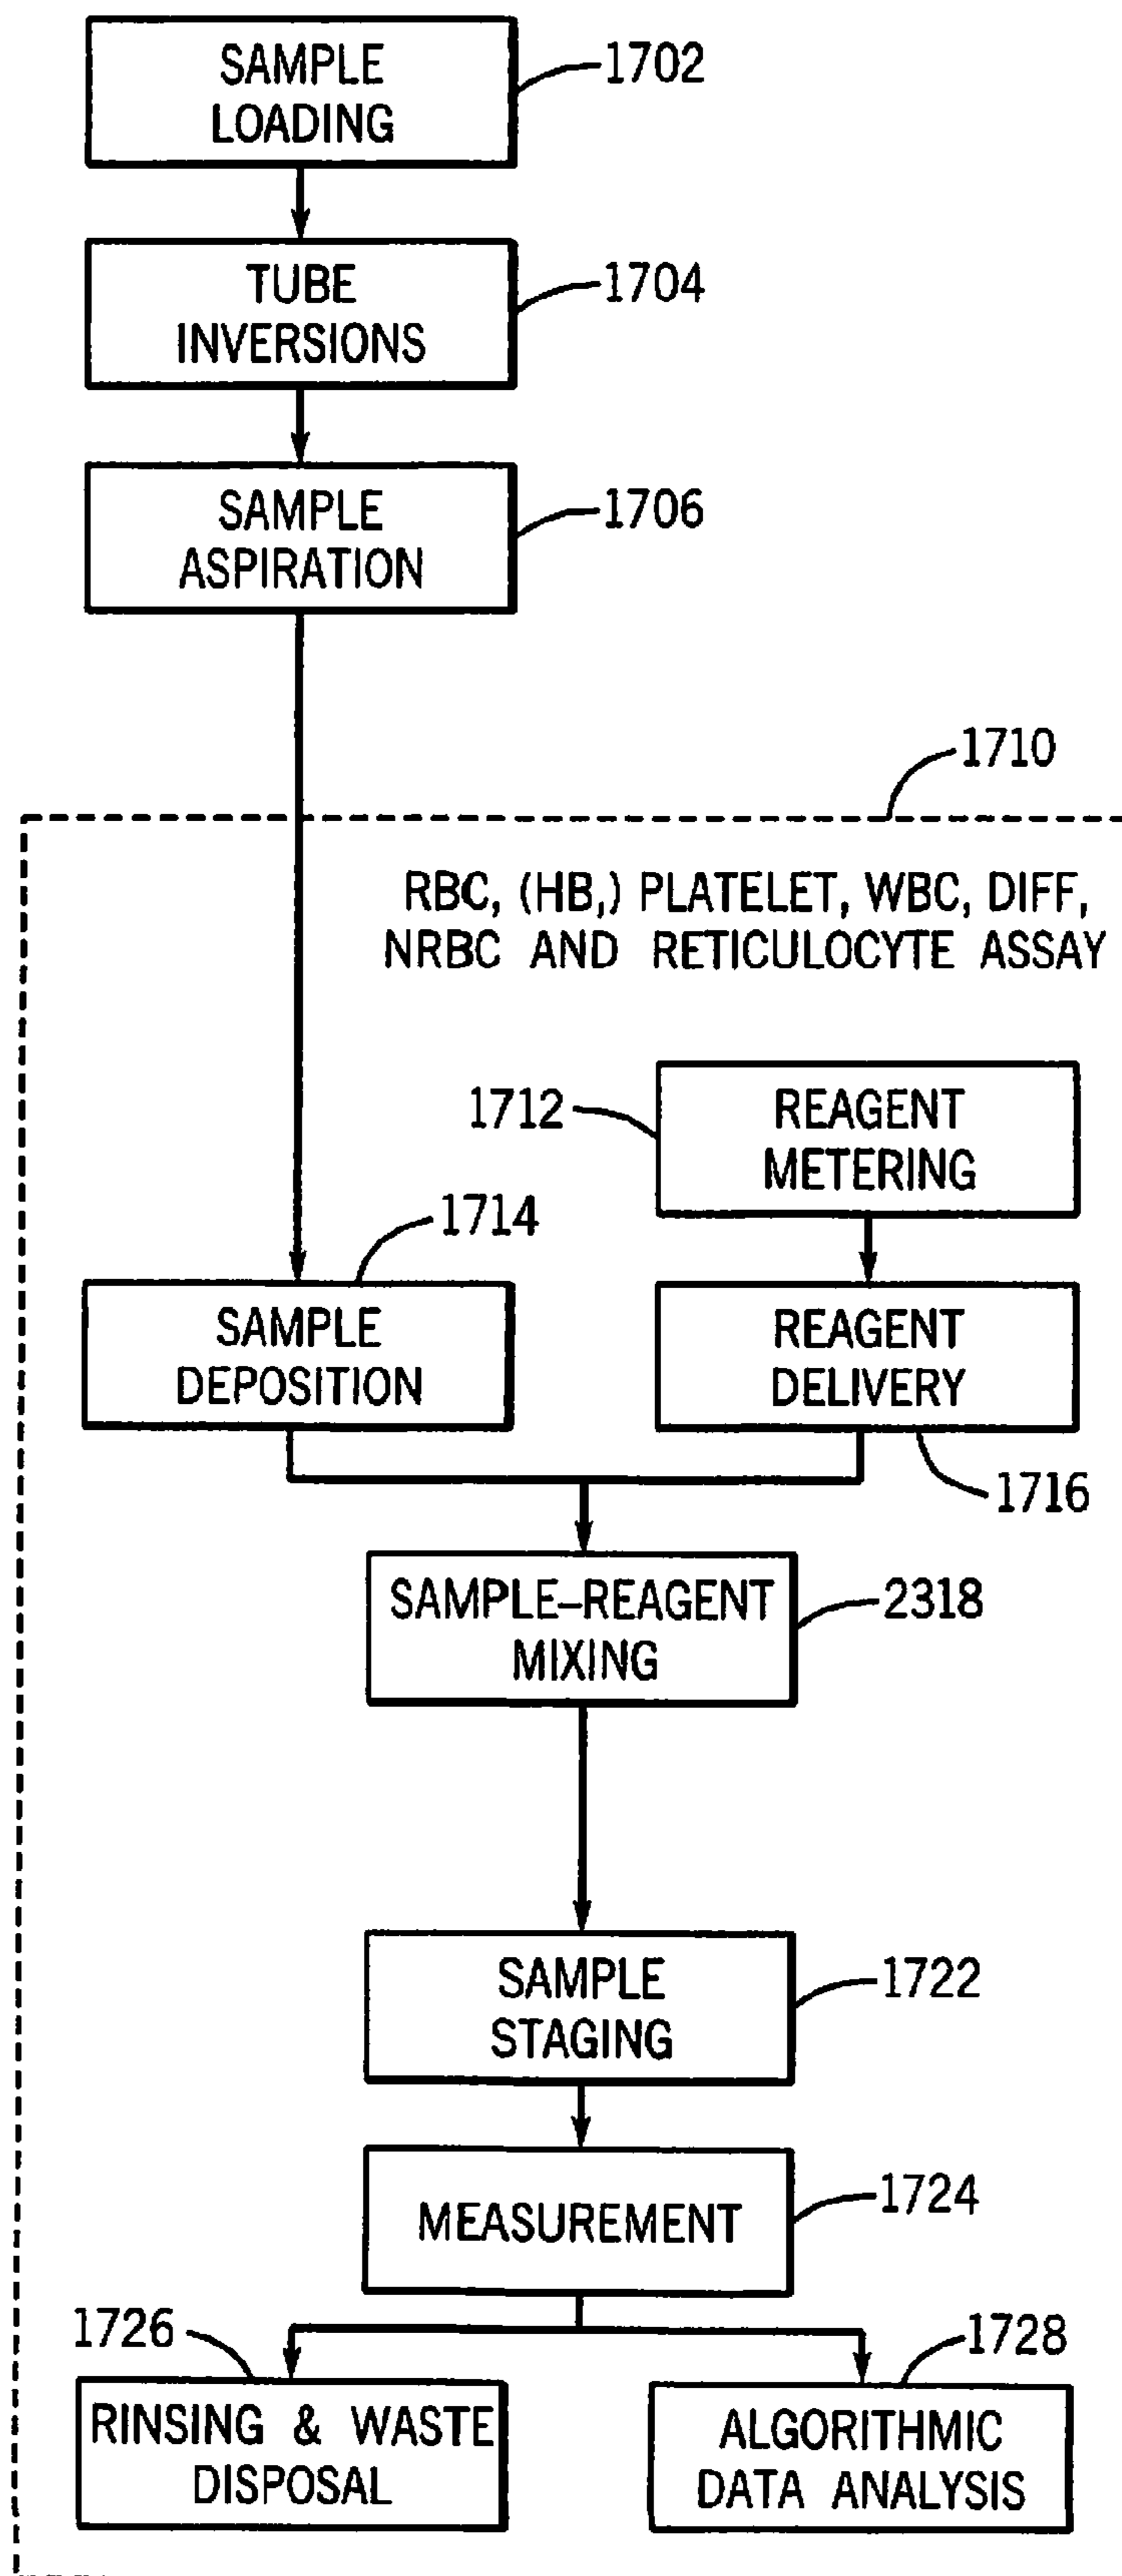 SAMPLE
LOADING
1702
TUBE
INVERSIONS
1704
SAMPLE
ASPIRATION
1706
1710
RBC, (HB,) PLATELET, WBC, DIFF,
NRBC AND RETICULOCYTE ASSAY
1712
REAGENT
METERING
1714
SAMPLE
DEPOSITION
REAGENT
DELIVERY
1716
SAMPLE-REAGENT
MIXING
2318
SAMPLE
STAGING
1722
MEASUREMENT
1724
1726
RINSING & WASTE
DISPOSAL
1728
ALGORITHMIC
DATA ANALYSIS